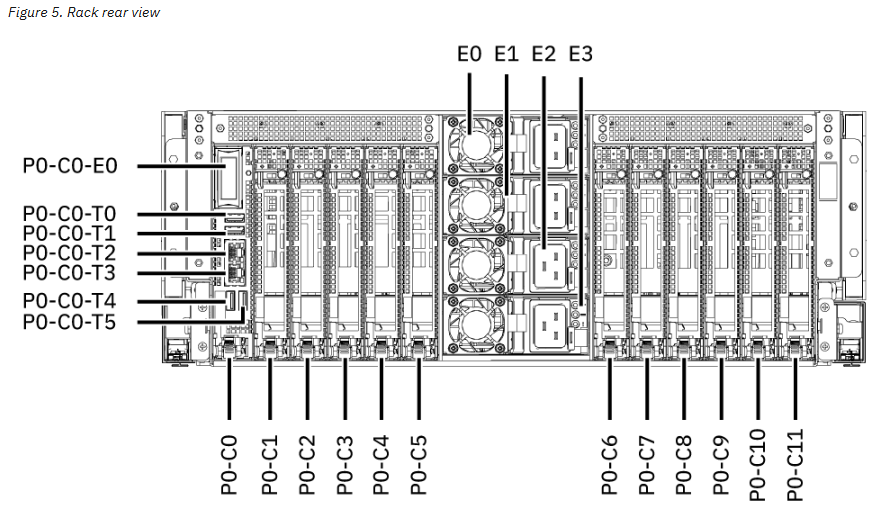 Figure 5. Rack rear view
E0 E1 E2 E3
P0-C0-E0
P0-C0-T0
P0-C0-T1
P0-C0-T2
P0-C0-T3
P0-C0-T4
P0-C0-T5
P0-C0
P0-C1
P0-C2
P0-C3
P0-C4
P0-C5
P0-C6
P0-C7
P0-C8
P0-C9
P0-C10
P0-C11